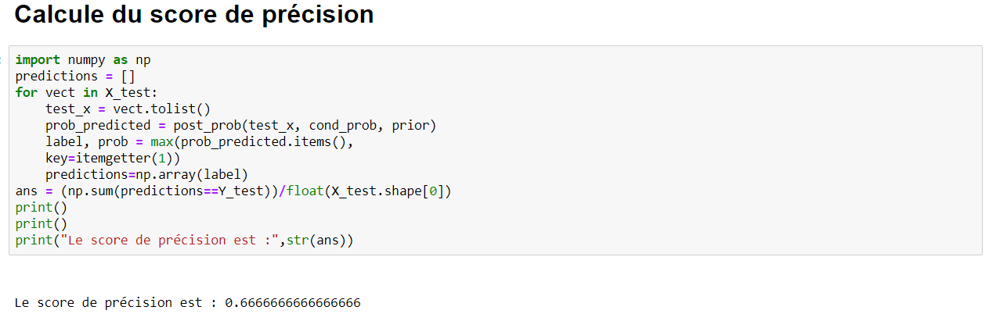 Calcule du score de précision
import numpy as np
predictions = []
for vect in X_test:
    test_x = vect.tolist()
    prob_predicted = post_prob(test_x, cond_prob, prior)
    label, prob = max(prob_predicted.items(),
    key=itemgetter(1))
    predictions=np.array(label)
ans = (np.sum(predictions==Y_test))/float(X_test.shape[0])
print()
print()
print("Le score de précision est :",str(ans))
Le score de précision est : 0.6666666666666666